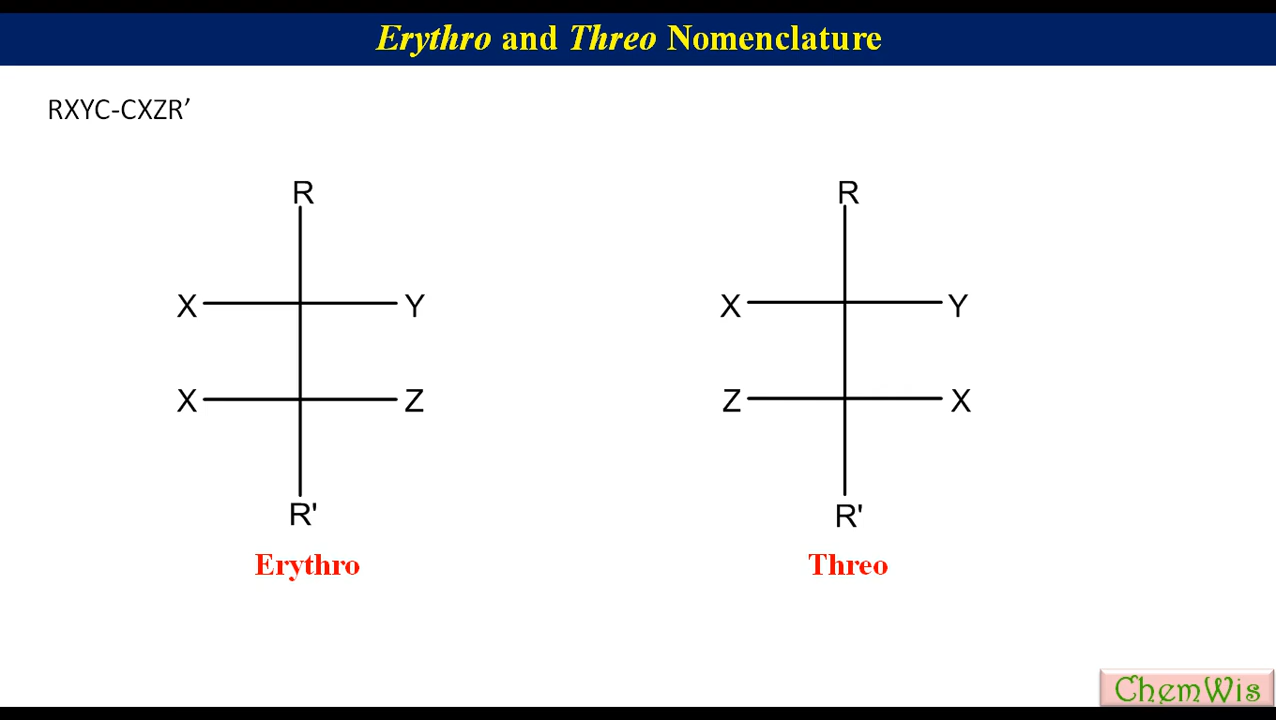 Erythro and Threo Nomenclature
RXYC-CXZR’
R R
X Y X Y
X Z Z X
R' R'
Erythro Threo
ChemWis